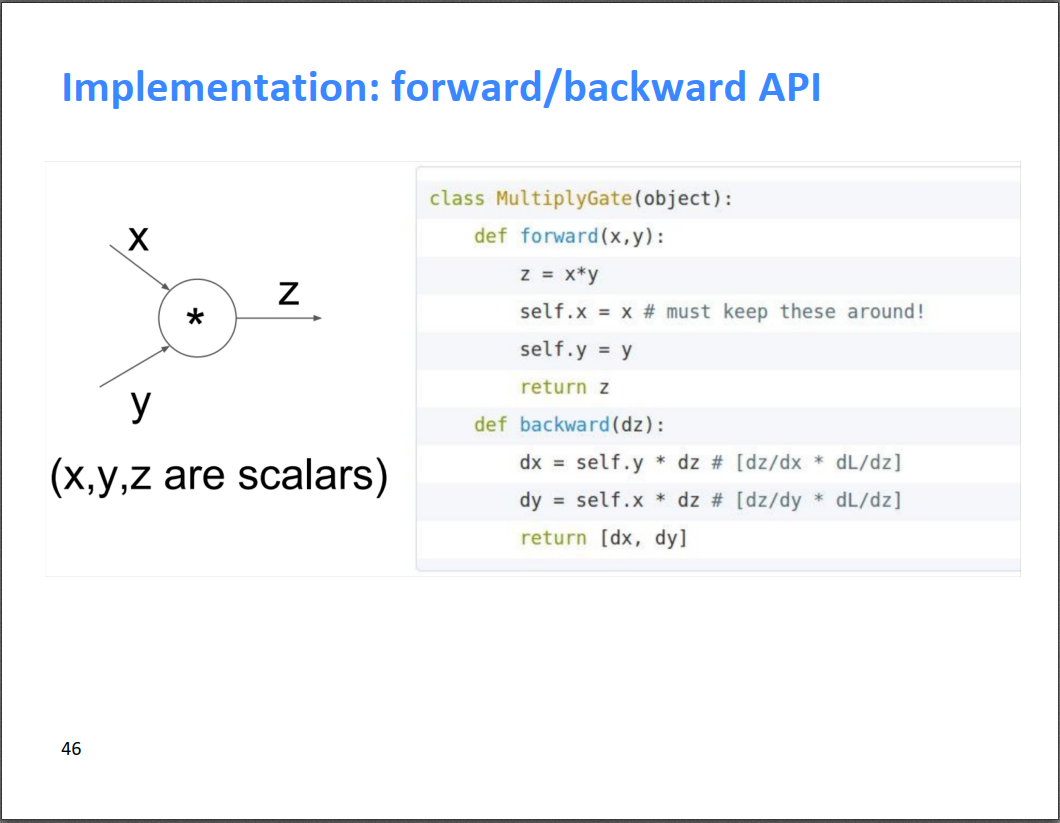 Implementation: forward/backward API
x
*
z
y
(x,y,z are scalars)
class MultiplyGate(object):
def forward(x,y):
z = x*y
self.x = x # must keep these around!
self.y = y
return z
def backward(dz):
dx = self.y * dz # [dz/dx * dL/dz]
dy = self.x * dz # [dz/dy * dL/dz]
return [dx, dy]
46